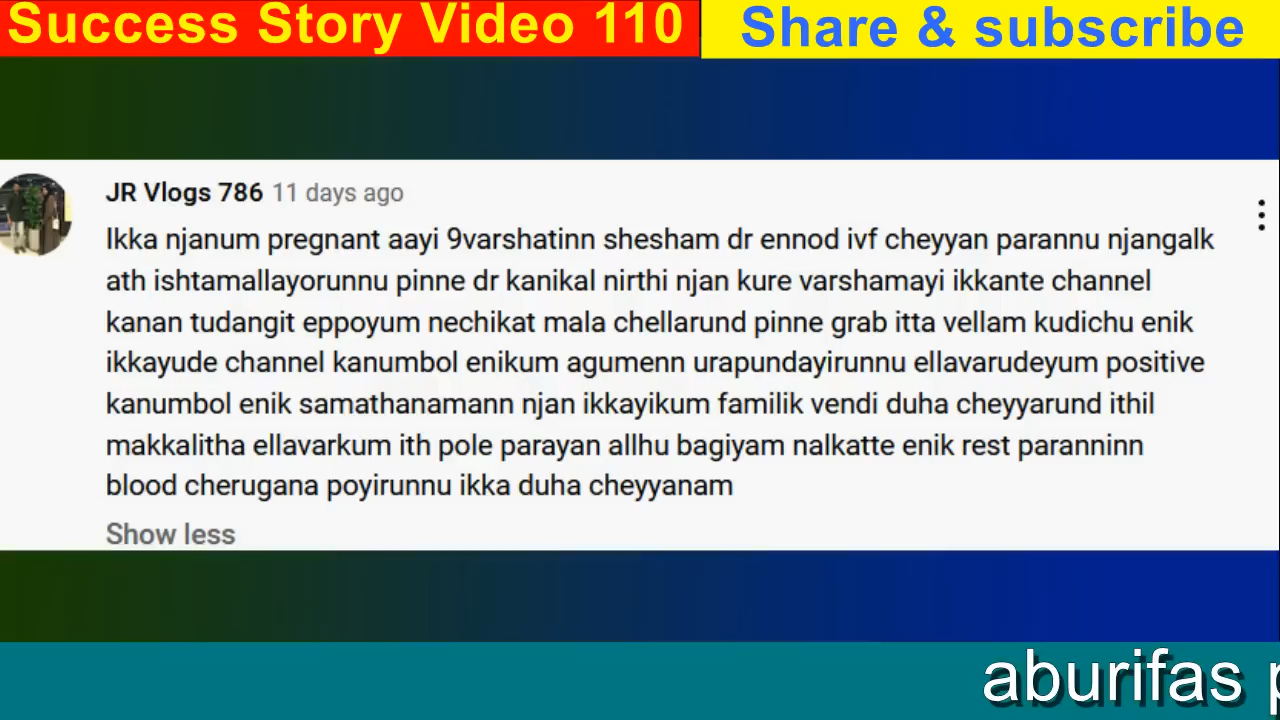 Success Story Video 110
Share & subscribe
JR Vlogs 786 11 days ago
Ikka njanum pregnant aayi 9varshatinn shesham dr ennod ivf cheyyan parannu njangalk
ath ishtamallayorunnu pinne dr kanikal nirthi njan kure varshamayi ikkante channel
kanan tudangit eppoyum nechikat mala chellarund pinne grab itta vellam kudichu enik
ikkayude channel kanumbol enikum agumenn urapundayirunnu ellavarudeyum positive
kanumbol enik samathanamann njan ikkayikum familik vendi duha cheyyarund ithil
makkalitha ellavarkum ith pole parayan allhu bagiyam nalkatte enik rest paranninn
blood cherugana poyirunnu ikka duha cheyyanam
Show less
aburifas